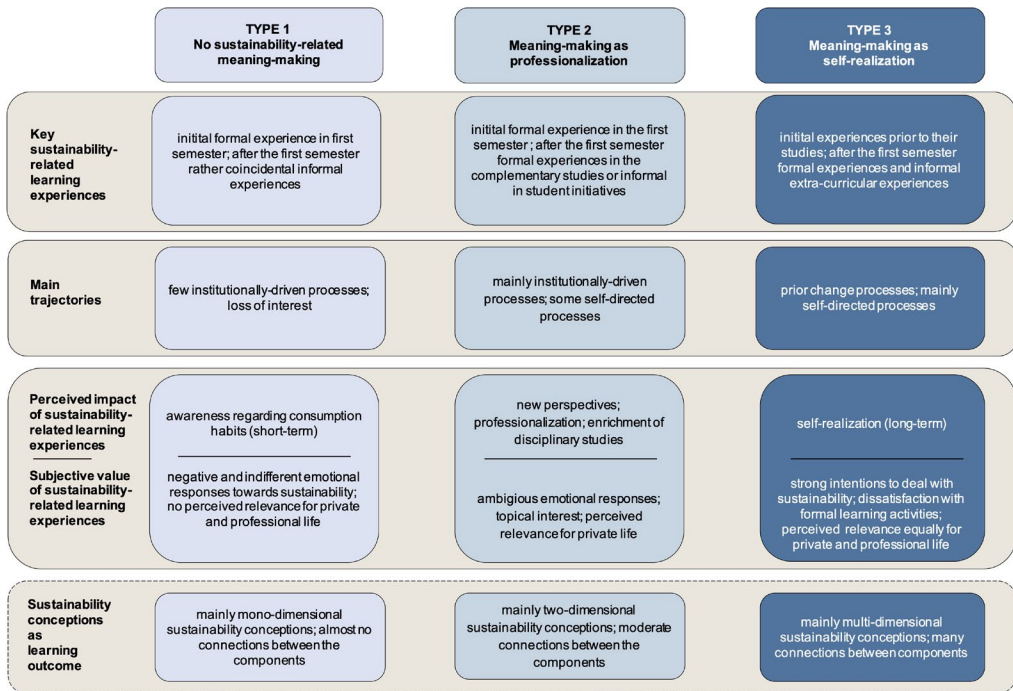 TYPE 1
No sustainability-related
meaning-making
TYPE 2
Meaning-making as
professionalization
TYPE 3
Meaning-making as
self-realization
Key
sustainability-
related
learning
experiences
initital formal experience in first
semester; after the first semester
rather coincidental informal
experiences
initital formal experience in the first
semester ; after the first semester
formal experiences in the
complementary studies or informal
in student initiatives
initital experiences prior to their
studies; after the first semester
formal experiences and informal
extra-curricular experiences
Main
trajectories
few institutionally-driven processes;
loss of interest
mainly institutionally-driven
processes; some self-directed
processes
prior change processes; mainly
self-directed processes
Perceived impact
of sustainability-
related learning
experiences
awareness regarding consumption
habits (short-term)
new perspectives;
professionalization; enrichment of
disciplinary studies
self-realization (long-term)
Subjective value
of sustainability-
related learning
experiences
negative and indifferent emotional
responses towards sustainability;
no perceived relevance for private
and professional life
ambigious emotional responses;
topical interest; perceived
relevance for private life
strong intentions to deal with
sustainability; dissatisfaction with
formal learning activities;
perceived relevance equally for
private and professional life
Sustainability
conceptions
as
learning
outcome
mainly mono-dimensional
sustainability conceptions; almost no
connections between the
components
mainly two-dimensional
sustainability conceptions; moderate
connections between the
components
mainly multi-dimensional
sustainability conceptions; many
connections between components